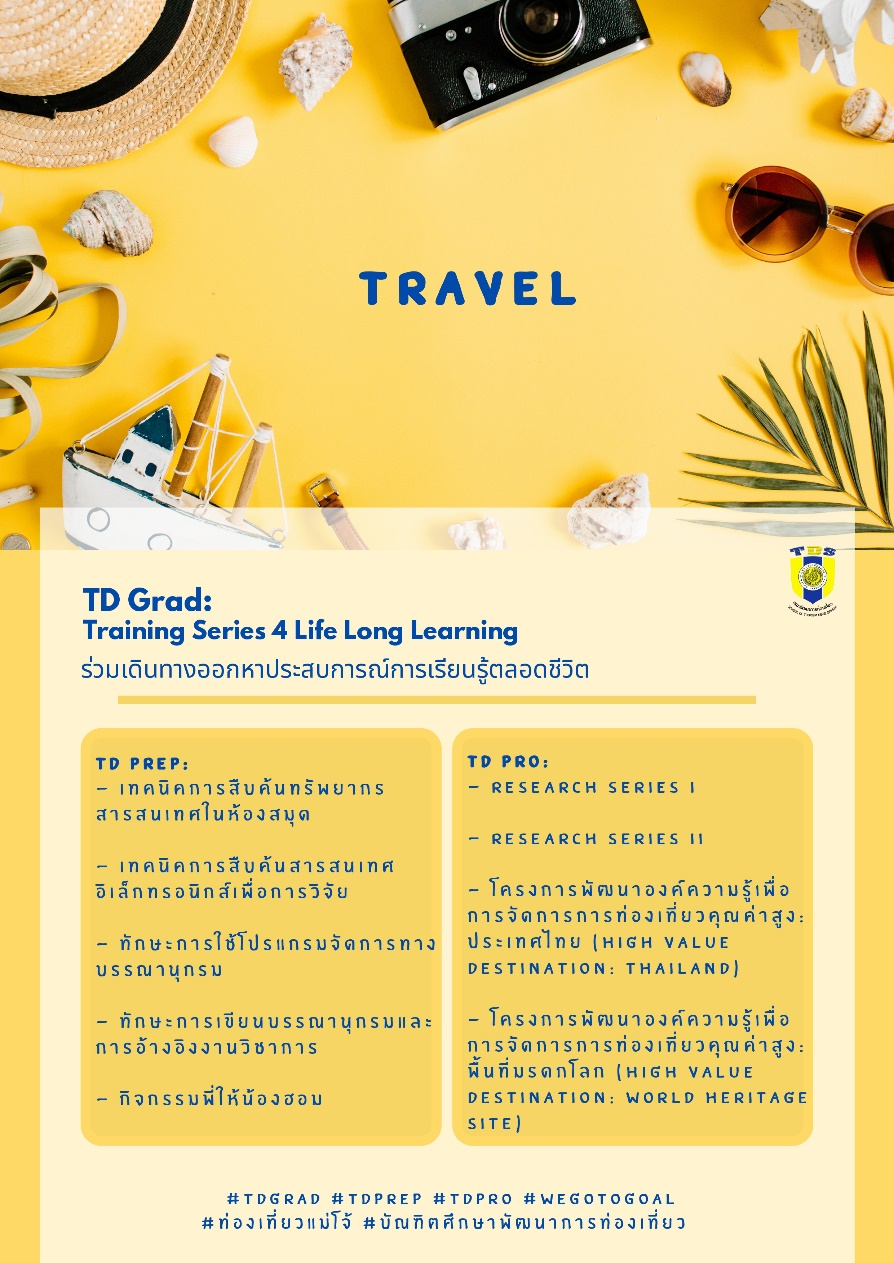 TRAVEL
TDS
TD Grad:
Training Series 4 Life Long Learning
ร่วมเดินทางออกหาประสบการณ์การเรียนรู้ตลอดชีวิต
TD PREP:
- เทคนิคการสืบค้นทรัพยากร
สารสนเทศในห้องสมุด
- เทคนิคการสืบค้นสารสนเทศ
อิเล็กทรอนิกส์เพื่อการวิจัย
- ทักษะการใช้โปรแกรมจัดการทาง
บรรณานุกรม
- ทักษะการเขียนบรรณานุกรมและ
การอ้างอิงงานวิชาการ
- กิจกรรมพี่ให้น้องฮอม
TD PRO:
- RESEARCH SERIES I
- RESEARCH SERIES II
- โครงการพัฒนาองค์ความรู้เพื่อ
การจัดการการท่องเที่ยวคุณค่าสูง:
ประเทศไทย (HIGH VALUE
DESTINATION: THAILAND)
- โครงการพัฒนาองค์ความรู้เพื่อ
การจัดการการท่องเที่ยวคุณค่าสูง:
พื้นที่มรดกโลก (HIGH VALUE
DESTINATION: WORLD HERITAGE
SITE)
#TDGRAD #TDPREP #TDPRO #WEGOTOGOAL
#ท่องเที่ยวแม่โจ้ #บัณฑิตศึกษาพัฒนาการท่องเที่ยว